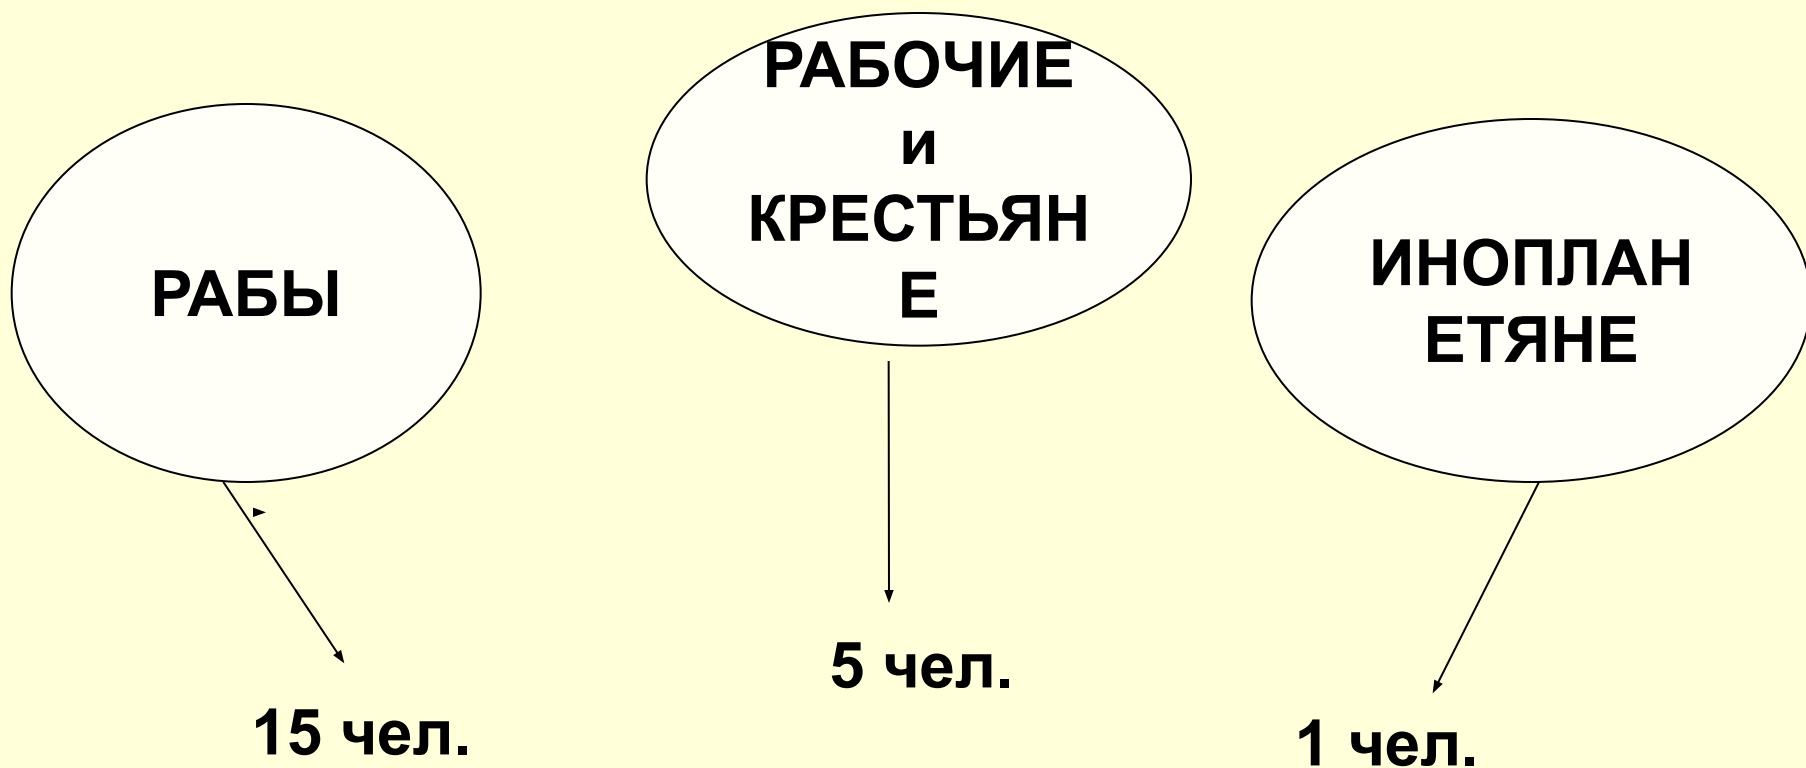 РАБЫ
РАБОЧИЕ
и
КРЕСТЬЯН
Е
ИНОПЛАН
ЕТЯНЕ
15 чел.
5 чел.
1 чел.